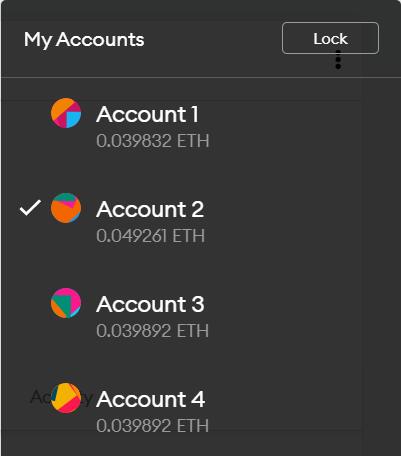 My Accounts
Lock
Account 1
0.039832 ETH
Account 2
0.049261 ETH
Account 3
0.039892 ETH
Account 4
0.039892 ETH